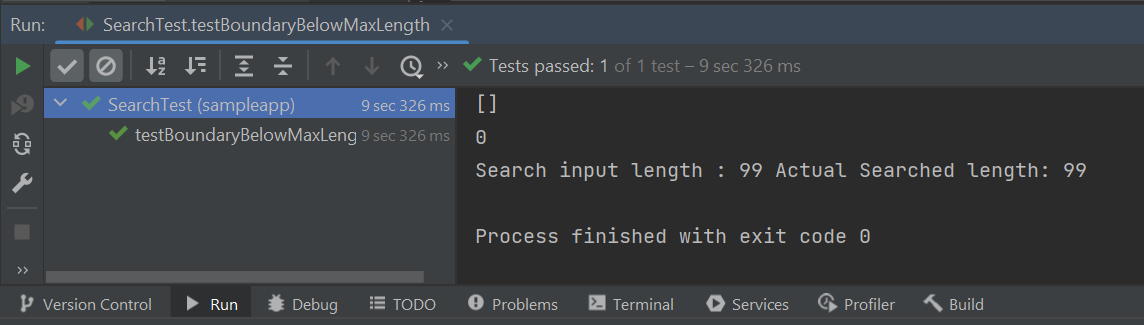 Run: SearchTest.testBoundaryBelowMaxLength ×
Tests passed: 1 of 1 test – 9 sec 326 ms
SearchTest (sampleapp) 9 sec 326 ms
testBoundaryBelowMaxLeng 9 sec 326 ms
[]
0
Search input length : 99 Actual Searched length: 99
Process finished with exit code 0
Version Control Run Debug TODO Problems Terminal Services Profiler Build